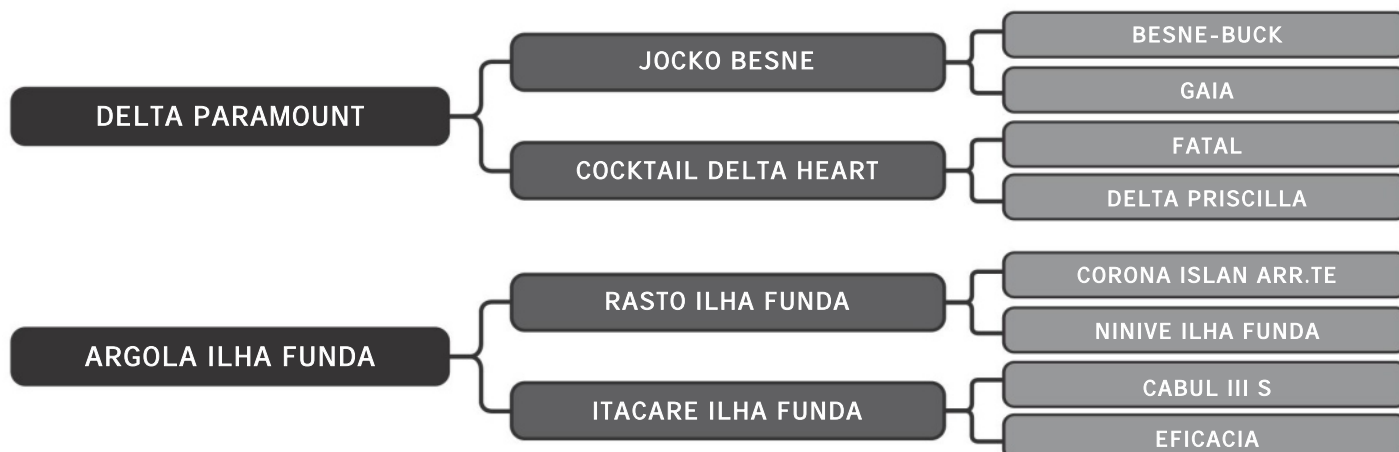 DELTA PARAMOUNT
JOCKO BESNE
BESNE-BUCK
GAIA
COCKTAIL DELTA HEART
FATAL
DELTA PRISCILLA
ARGOLA ILHA FUNDA
RASTO ILHA FUNDA
CORONA ISLAN ARR.TE
NINIVE ILHA FUNDA
ITACARE ILHA FUNDA
CABUL III S
EFICACIA